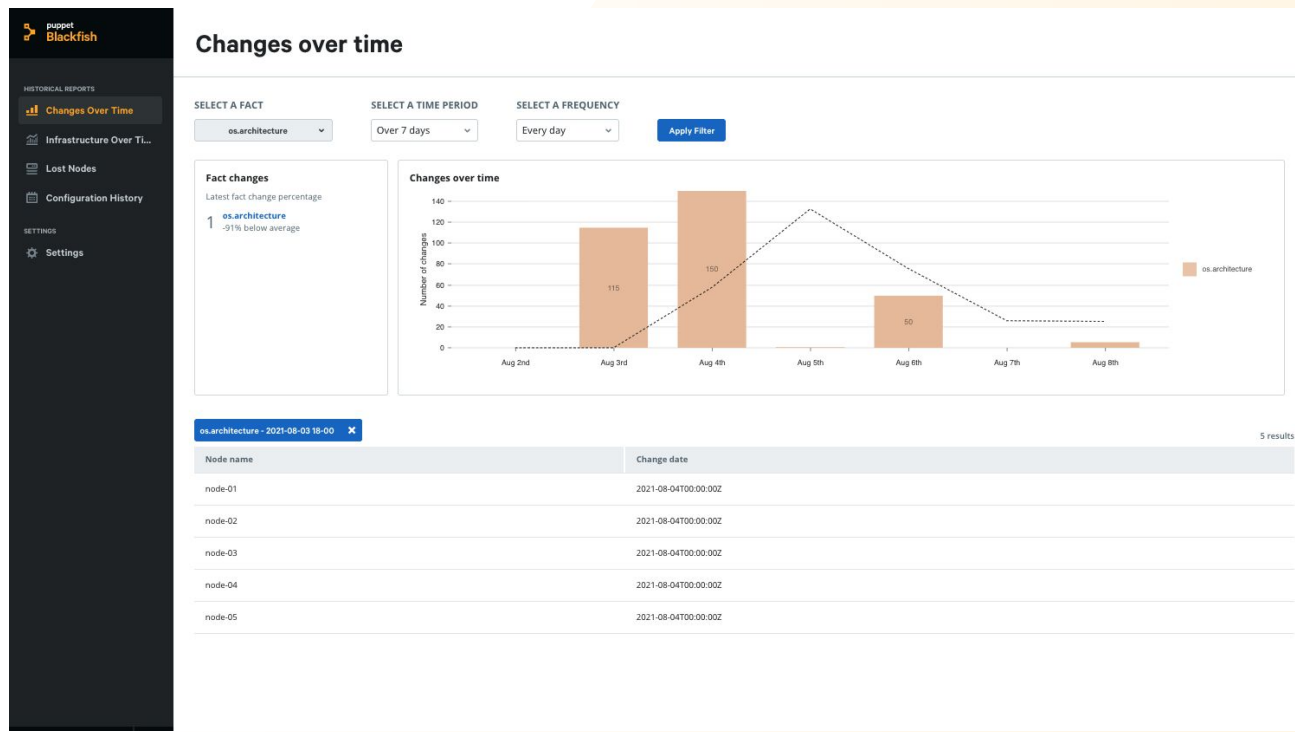 puppet
Blackfish
Changes over time
HISTORICAL REPORTS
Changes Over Time
Infrastructure Over Ti...
Lost Nodes
Configuration History
SETTINGS
Settings
SELECT A FACT
SELECT A TIME PERIOD
SELECT A FREQUENCY
os.architecture
Over 7 days
Every day
Apply Filter
Fact changes
Latest fact change percentage
1
os.architecture
-91% below average
Changes over time
Number of changes
140
120
100
80
60
40
20
0
115
150
50
Aug 2nd
Aug 3rd
Aug 4th
Aug 5th
Aug 6th
Aug 7th
Aug 8th
os.architecture
os.architecture - 2021-08-03 18-00
5 results
Node name Change date
node-01 2021-08-04T00:00:00Z
node-02 2021-08-04T00:00:00Z
node-03 2021-08-04T00:00:00Z
node-04 2021-08-04T00:00:00Z
node-05 2021-08-04T00:00:00Z